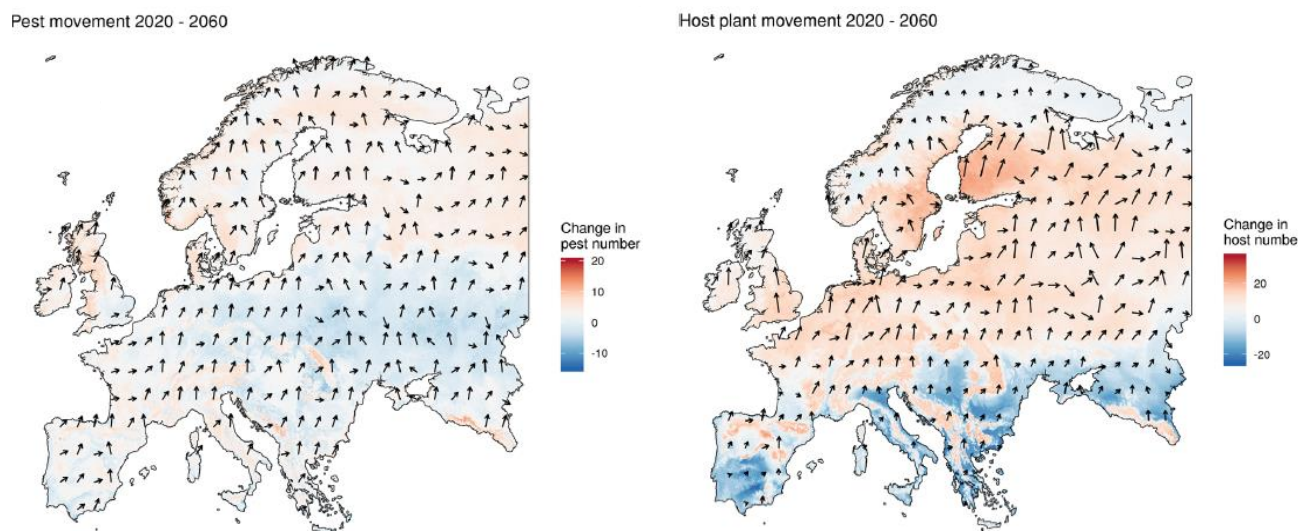 Pest movement 2020 - 2060
Change in
pest number
20
10
0
-10
Host plant movement 2020 - 2060
Change in
host numbe
20
0
-20